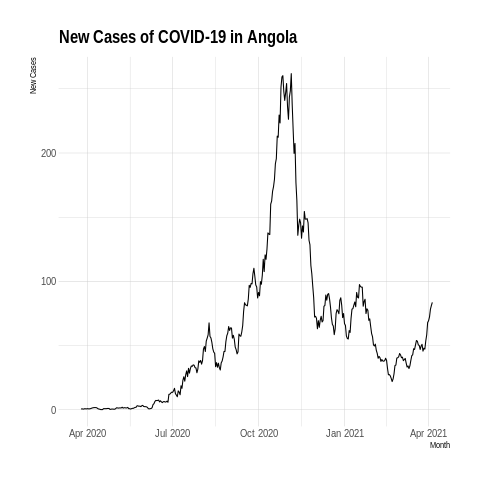 New Cases of COVID-19 in Angola
New Cases
200
100
0
Apr 2020
Jul 2020
Oct 2020
Jan 2021
Apr 2021
Month